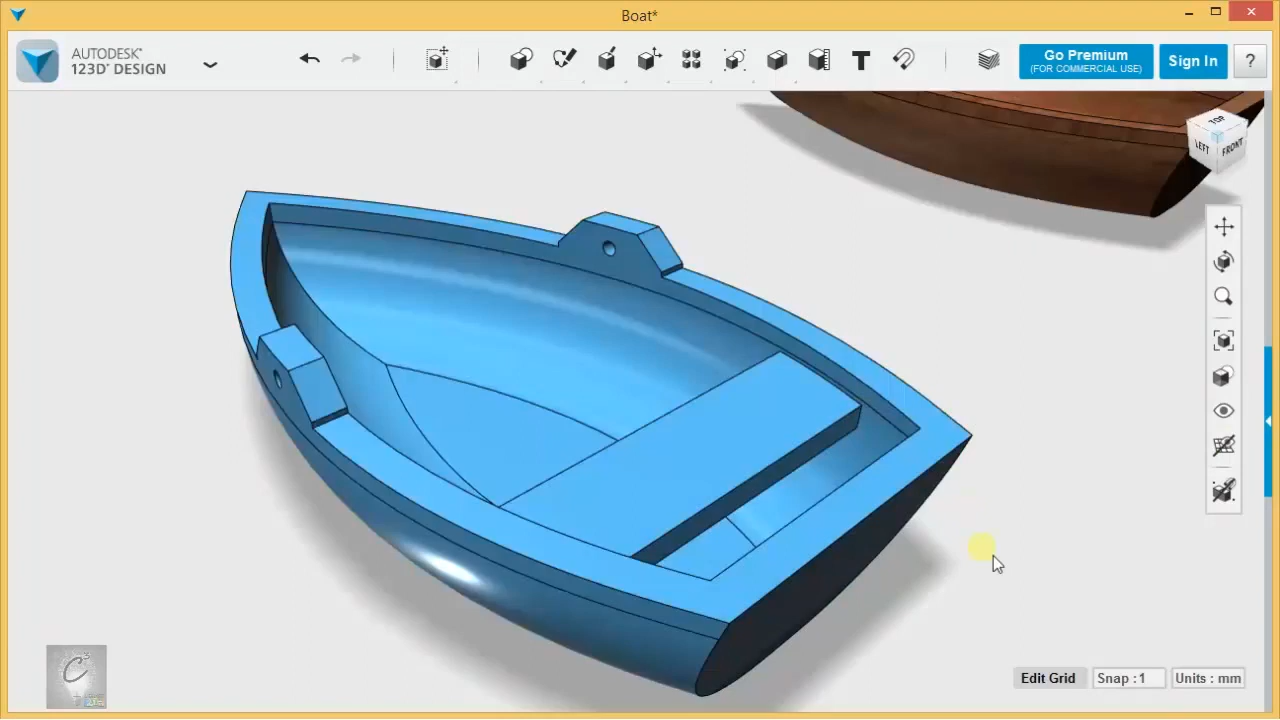 Boat*
AUTODESK®
123D® DESIGN
Go Premium
(FOR COMMERCIAL USE)
Sign In
?
TOP
LEFT
FRONT
Edit Grid
Snap : 1
Units : mm